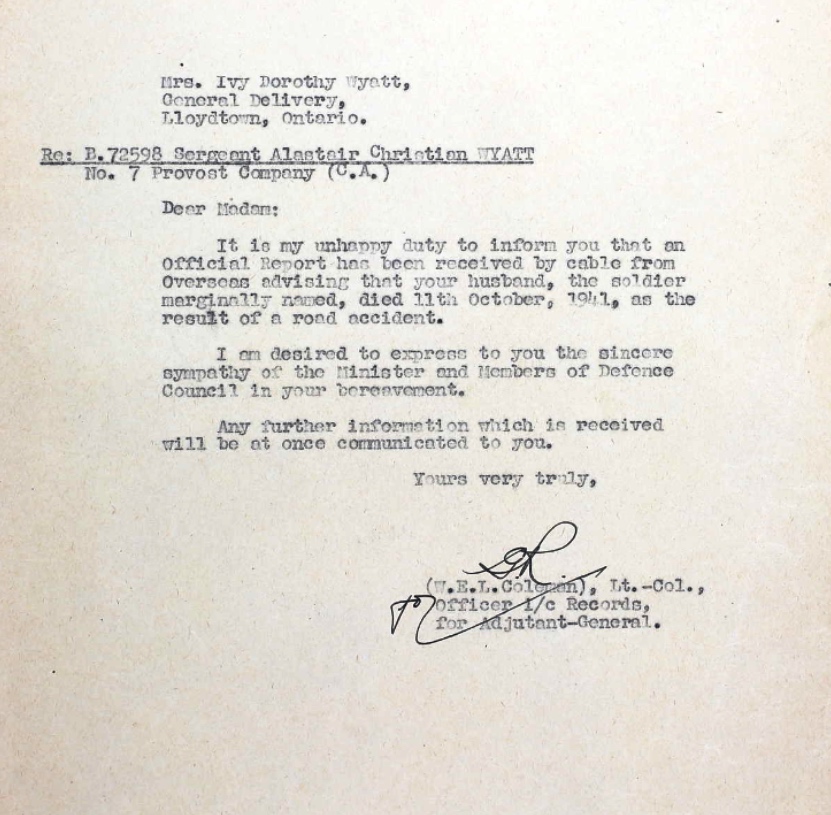 Mrs. Ivy Dorothy Wyatt,
General Delivery,
Lloydtown, Ontario.
Re: B.72598 Sergeant Alastair Christian WYATT
No. 7 Provost Company (C.A.)
Dear Madam:
It is my unhappy duty to inform you that an
Official Report has been received by cable from
Overseas advising that your husband, the soldier
marginally named, died 11th October, 1941, as the
result of a road accident.
I am desired to express to you the sincere
sympathy of the Minister and Members of Defence
Council in your bereavement.
Any further information which is received
will be at once communicated to you.
Yours very truly,
(W.E.L.Coleman), Lt.-Col.,
Officer i/c Records,
for Adjutant-General.